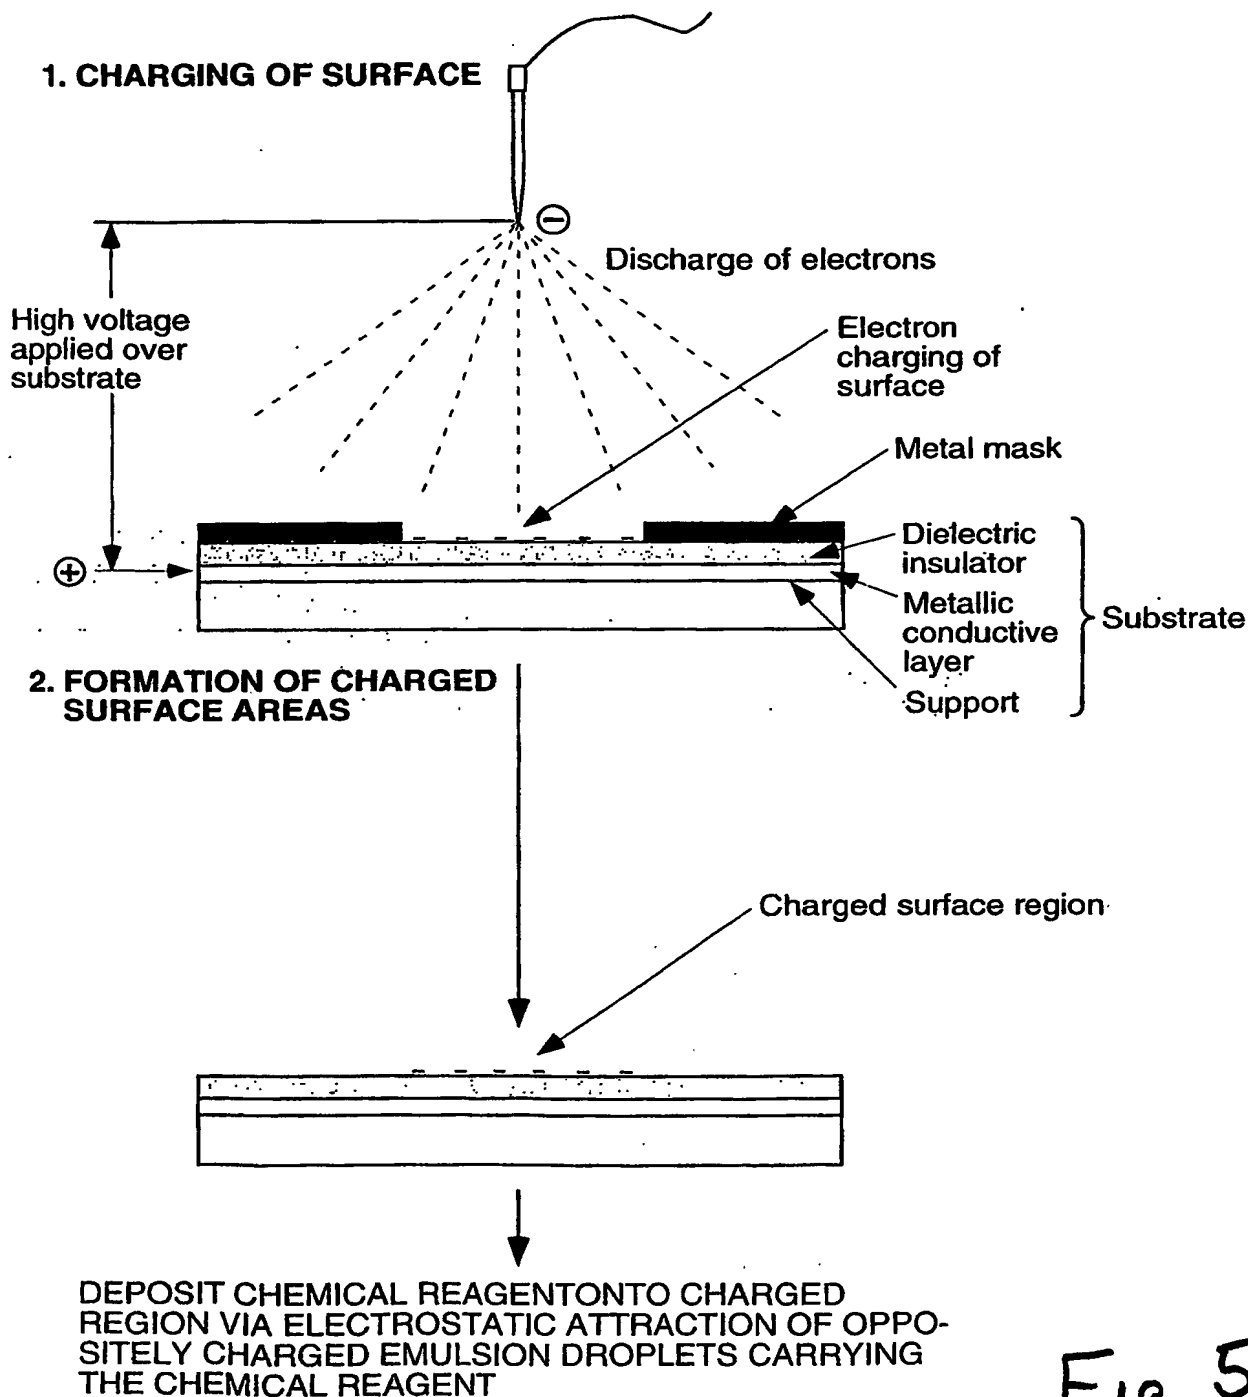 1. CHARGING OF SURFACE
−
Discharge of electrons
High voltage
applied over
substrate
Electron
charging of
surface
Metal mask
Dielectric
insulator
+
Metallic
conductive
layer
Support
Substrate
2. FORMATION OF CHARGED
SURFACE AREAS
Charged surface region
DEPOSIT CHEMICAL REAGENTONTO CHARGED
REGION VIA ELECTROSTATIC ATTRACTION OF OPPO-
SITELY CHARGED EMULSION DROPLETS CARRYING
THE CHEMICAL REAGENT
Fig. 5